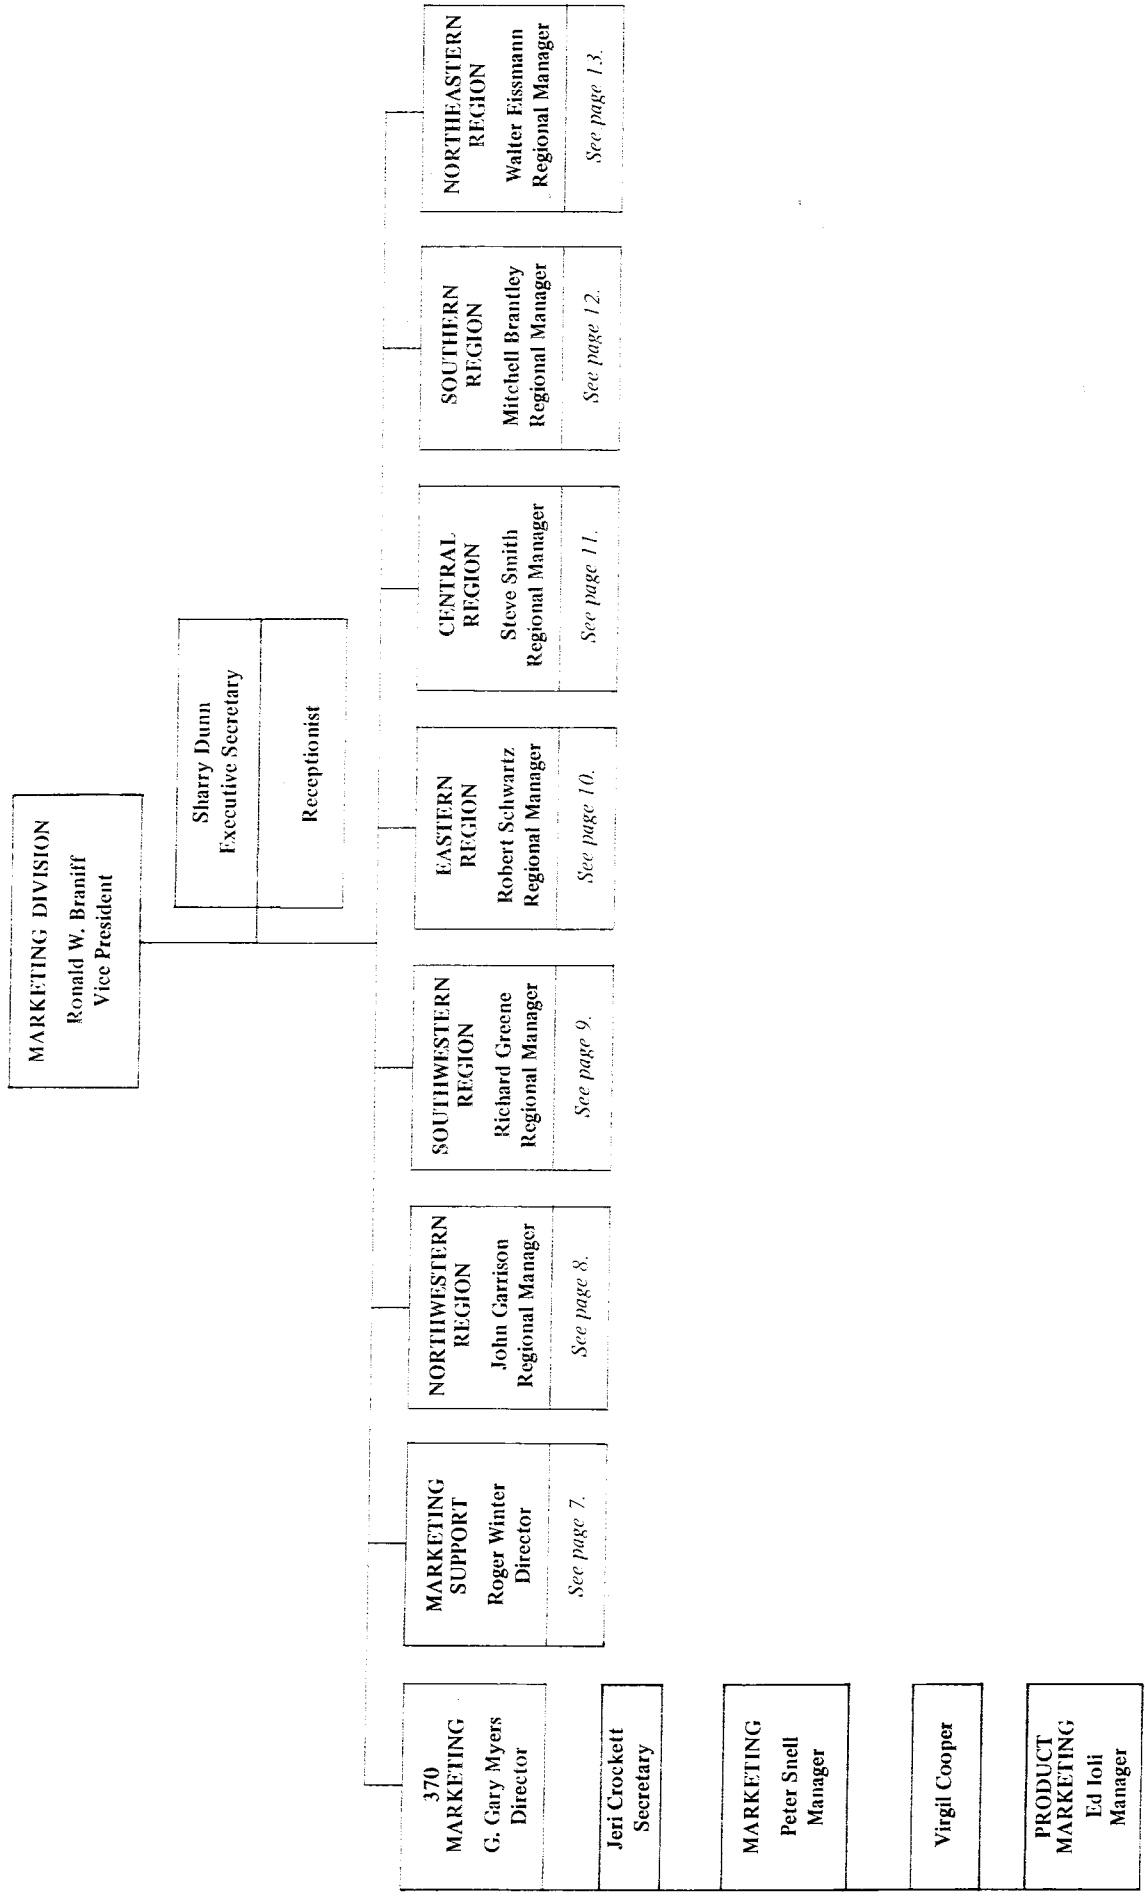 MARKETING DIVISION
Ronald W. Braniff
Vice President
Sharry Dunn
Executive Secretary
Receptionist
370
MARKETING
G. Gary Myers
Director
Jeri Crockett
Secretary
MARKETING
Peter Snell
Manager
Virgil Cooper
PRODUCT
MARKETING
Ed Ioli
Manager
MARKETING
SUPPORT
Roger Winter
Director
See page 7.
NORTHWESTERN
REGION
John Garrison
Regional Manager
See page 8.
SOUTHWESTERN
REGION
Richard Greene
Regional Manager
See page 9.
EASTERN
REGION
Robert Schwartz
Regional Manager
See page 10.
CENTRAL
REGION
Steve Smith
Regional Manager
See page 11.
SOUTHERN
REGION
Mitchell Brantley
Regional Manager
See page 12.
NORTHEASTERN
REGION
Walter Eissmann
Regional Manager
See page 13.